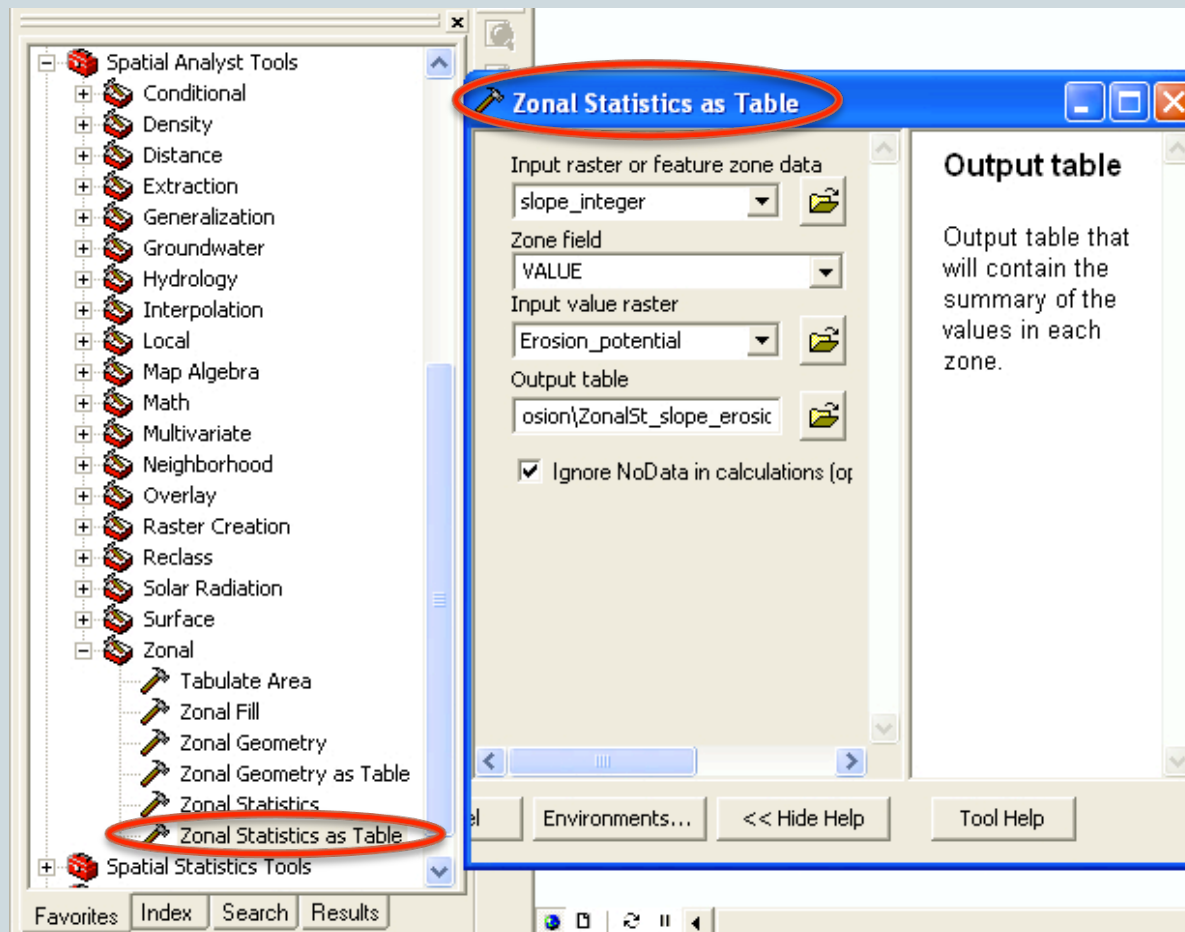 Spatial Analyst Tools
Conditional
Density
Distance
Extraction
Generalization
Groundwater
Hydrology
Interpolation
Local
Map Algebra
Math
Multivariate
Neighborhood
Overlay
Raster Creation
Reclass
Solar Radiation
Surface
Zonal
Tabulate Area
Zonal Fill
Zonal Geometry
Zonal Geometry as Table
Zonal Statistics
Zonal Statistics as Table
Spatial Statistics Tools
Favorites Index Search Results
Zonal Statistics as Table
Input raster or feature zone data
slope_integer
Zone field
VALUE
Input value raster
Erosion_potential
Output table
osion\ZonalSt_slope_erosic
Ignore NoData in calculations (op
Output table
Output table that
will contain the
summary of the
values in each
zone.
el Environments... << Hide Help Tool Help